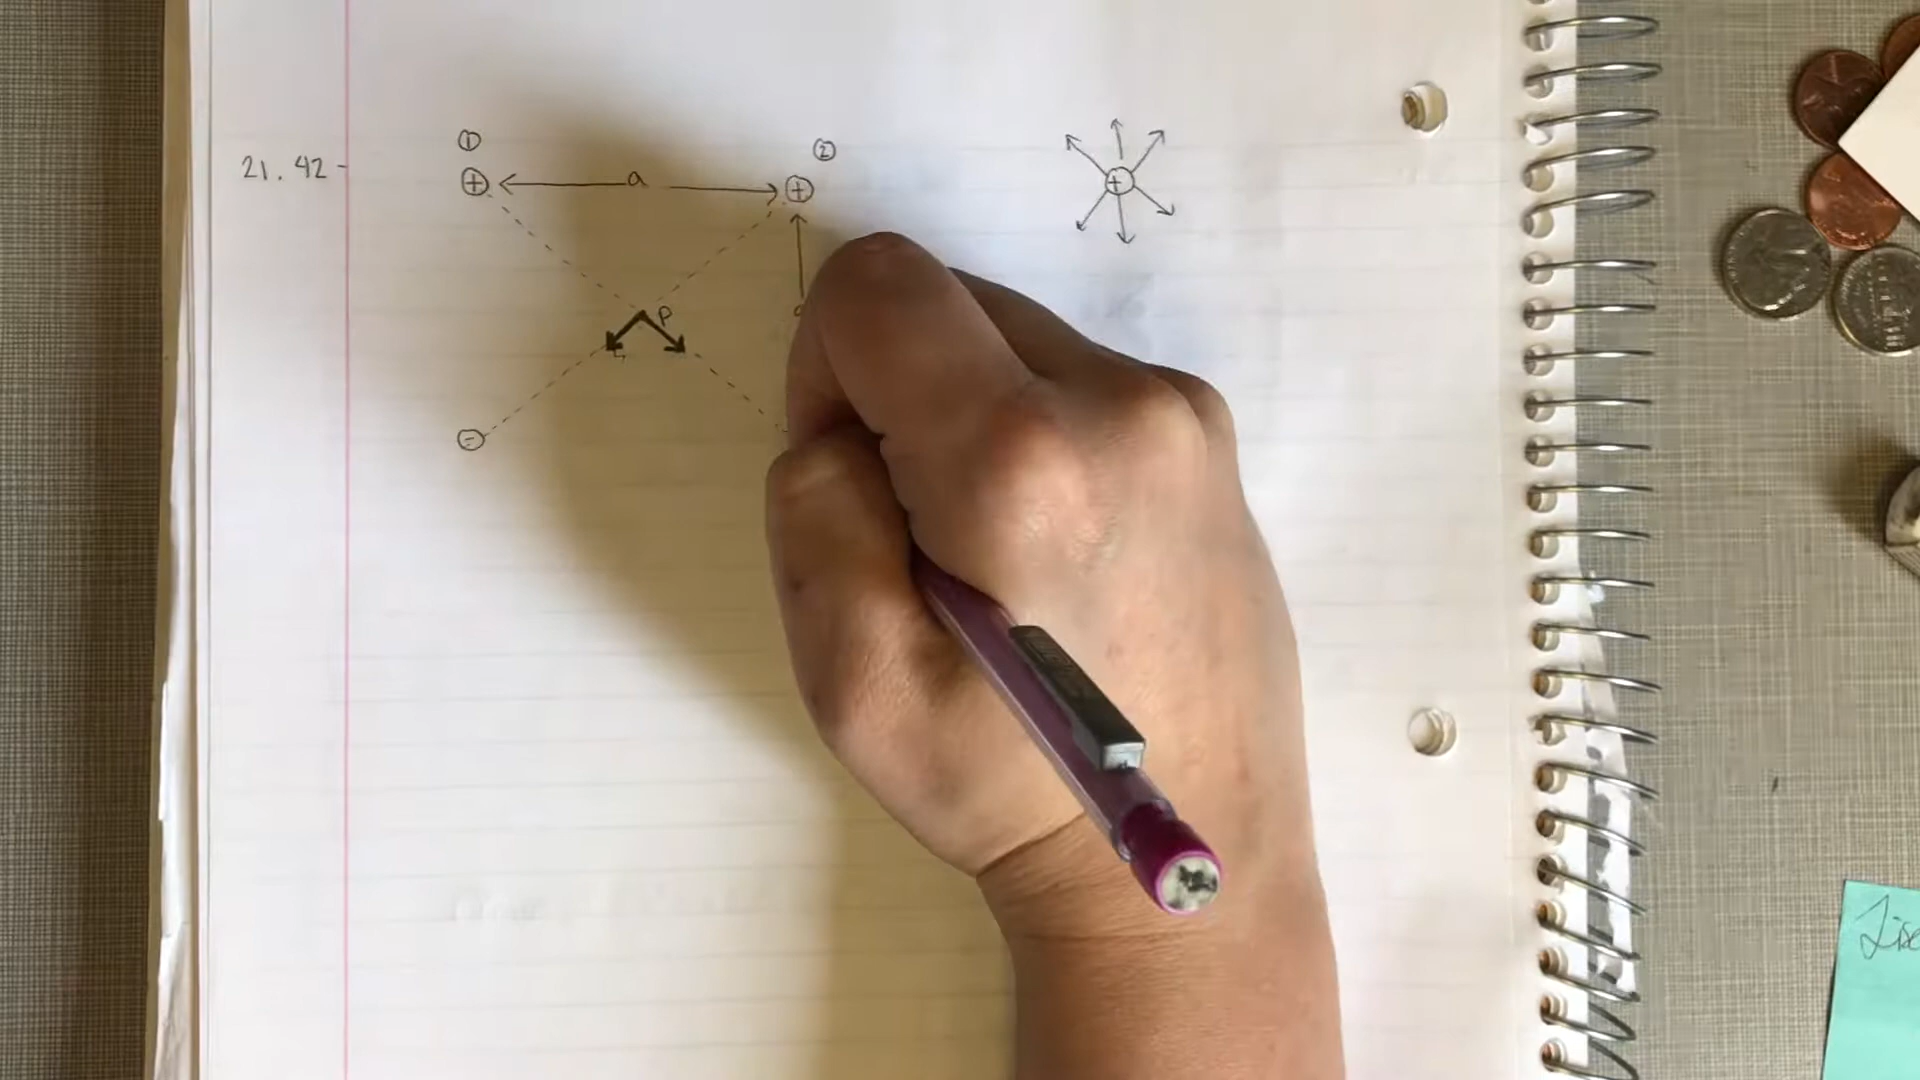 ① ②
21.42- ⊕ a ⊕ +
P
⊖